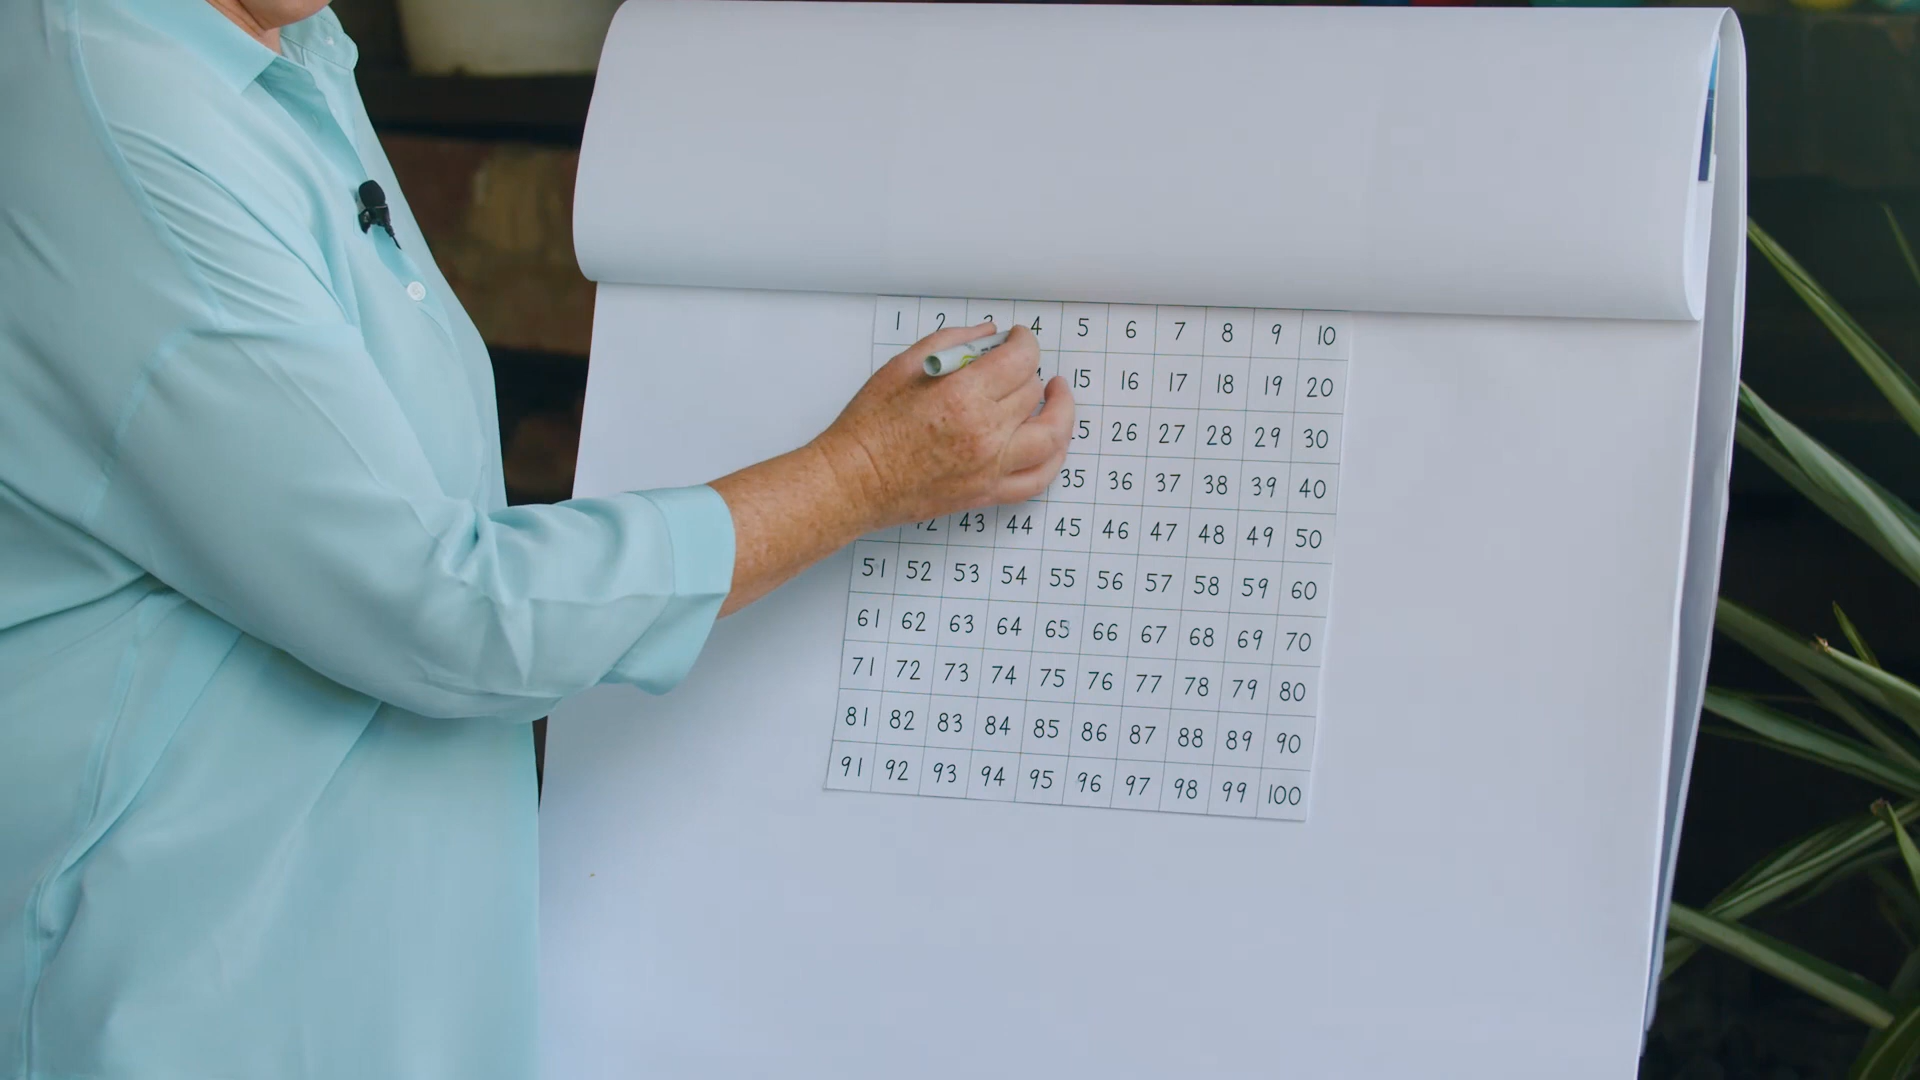 1 2 3 4 5 6 7 8 9 10
15 16 17 18 19 20
26 27 28 29 30
35 36 37 38 39 40
43 44 45 46 47 48 49 50
51 52 53 54 55 56 57 58 59 60
61 62 63 64 65 66 67 68 69 70
71 72 73 74 75 76 77 78 79 80
81 82 83 84 85 86 87 88 89 90
91 92 93 94 95 96 97 98 99 100